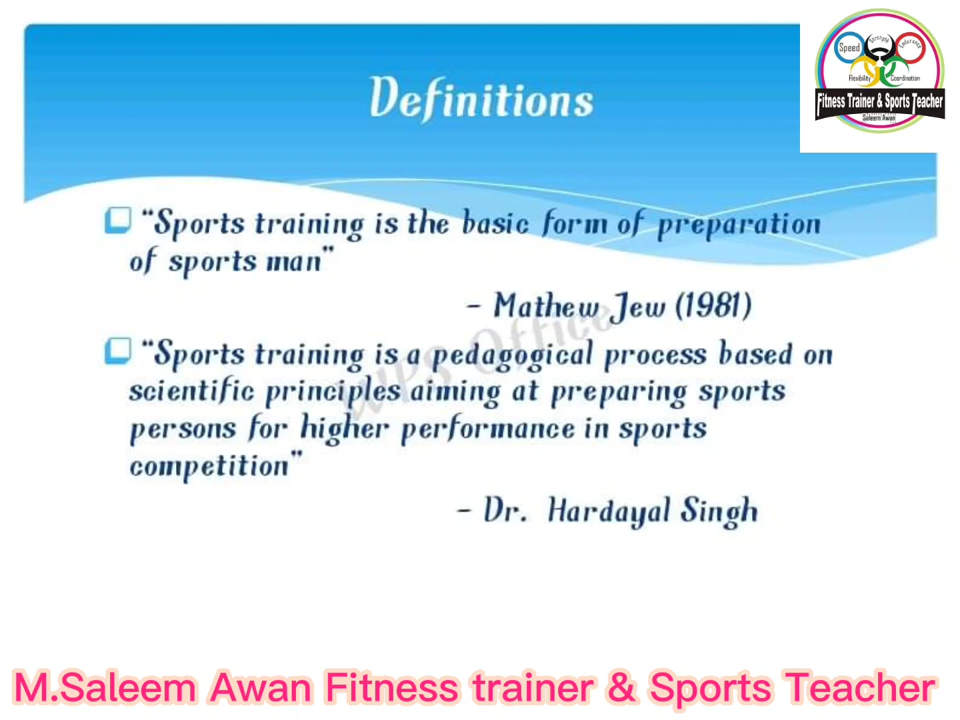 Definitions
Speed
Strength
Endurance
Flexibility
Coordination
Fitness Trainer & Sports Teacher
Saleem Awan
"Sports training is the basic form of preparation
of sports man"
- Mathew Jew (1981)
"Sports training is a pedagogical process based on
scientific principles aiming at preparing sports
persons for higher performance in sports
competition"
- Dr. Hardayal Singh
WPS Office
M.Saleem Awan Fitness trainer & Sports Teacher